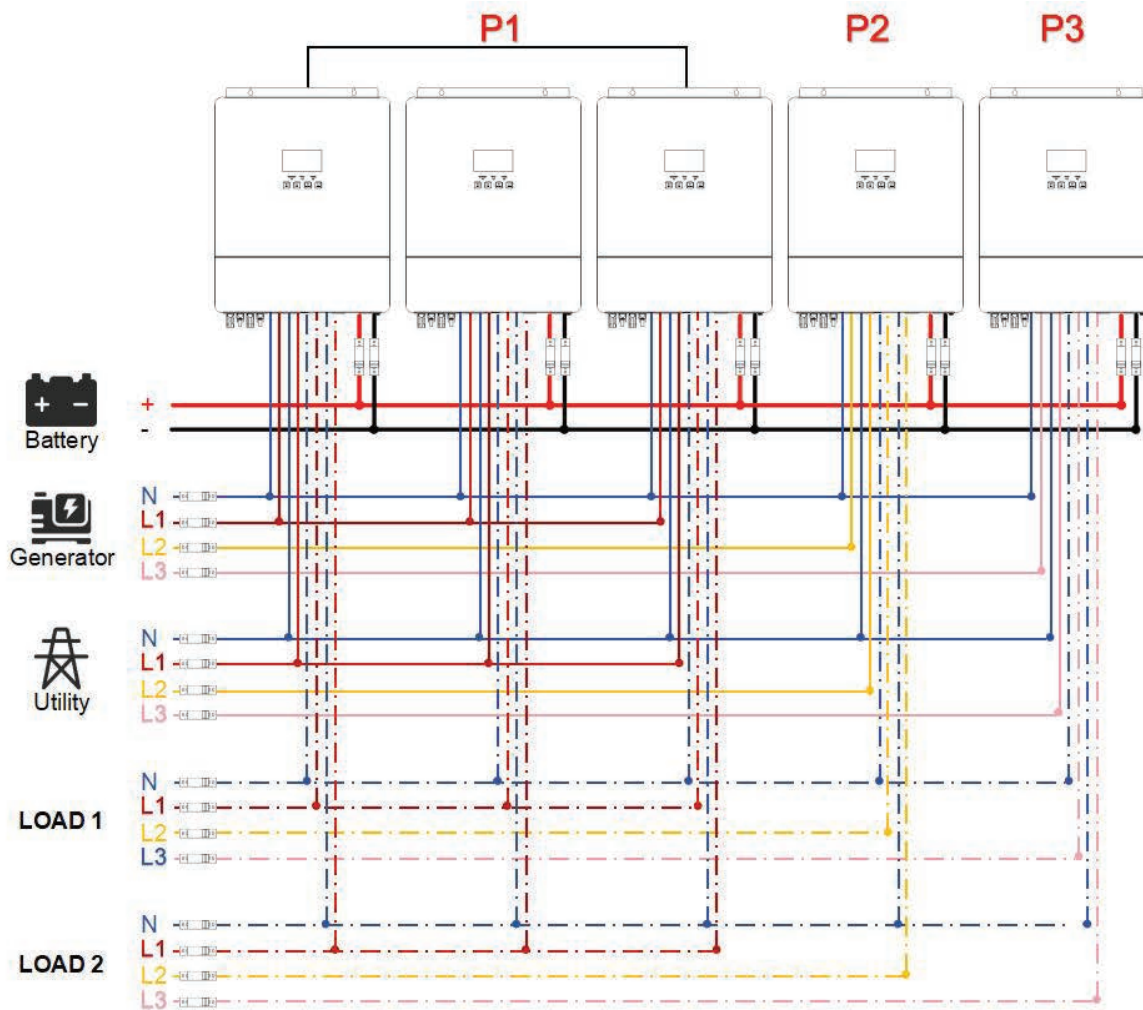 P1 P2 P3
+
-
Battery
N
L1
L2
L3
Generator
N
L1
L2
L3
Utility
N
L1
L2
L3
LOAD 1
N
L1
L2
L3
LOAD 2